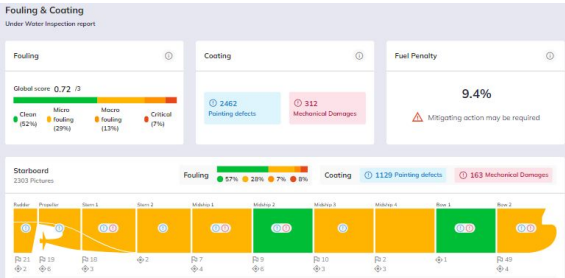 Fouling & Coating
Under Water Inspection report
Fouling
Coating
Fuel Penalty
Global score 0.72 /3
Clean (52%)
Micro fouling (29%)
Macro fouling (13%)
Critical (7%)
2462 Painting defects
312 Mechanical Damages
9.4%
Mitigating action may be required
Starboard
2303 Pictures
Fouling 57% 28% 7% 8%
Coating 1129 Painting defects 163 Mechanical Damages
Rudder Propeller Stern 1 Stern 2 Midship 1 Midship 2 Midship 3 Midship 4 Bow 1 Bow 2
21 19 18 7 9 10 2 1 49
2 6 3 2 4 6 3 3 4